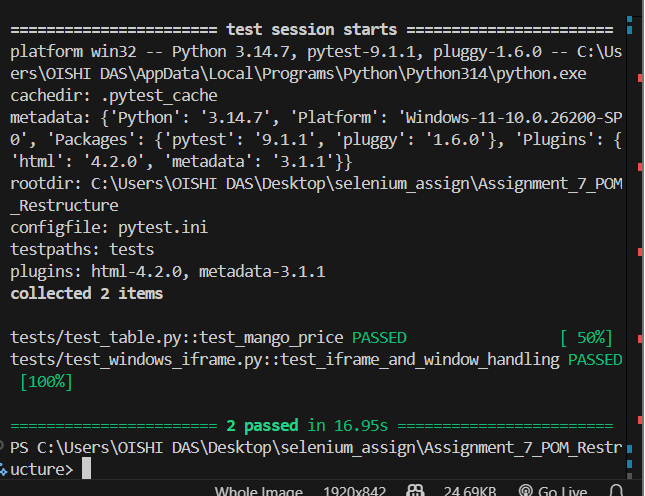 ======================= test session starts =======================
platform win32 -- Python 3.14.7, pytest-9.1.1, pluggy-1.6.0 -- C:\Us
ers\OISHI DAS\AppData\Local\Programs\Python\Python314\python.exe
cachedir: .pytest_cache
metadata: {'Python': '3.14.7', 'Platform': 'Windows-11-10.0.26200-SP
0', 'Packages': {'pytest': '9.1.1', 'pluggy': '1.6.0'}, 'Plugins': {
'html': '4.2.0', 'metadata': '3.1.1'}}
rootdir: C:\Users\OISHI DAS\Desktop\selenium_assign\Assignment_7_POM
_Restructure
configfile: pytest.ini
testpaths: tests
plugins: html-4.2.0, metadata-3.1.1
collected 2 items

tests/test_table.py::test_mango_price PASSED                 [ 50%]
tests/test_windows_iframe.py::test_iframe_and_window_handling PASSED
 [100%]

======================= 2 passed in 16.95s ========================
PS C:\Users\OISHI DAS\Desktop\selenium_assign\Assignment_7_POM_Restr
ucture>
Whole Image 1920x842 24.69KB Go Live